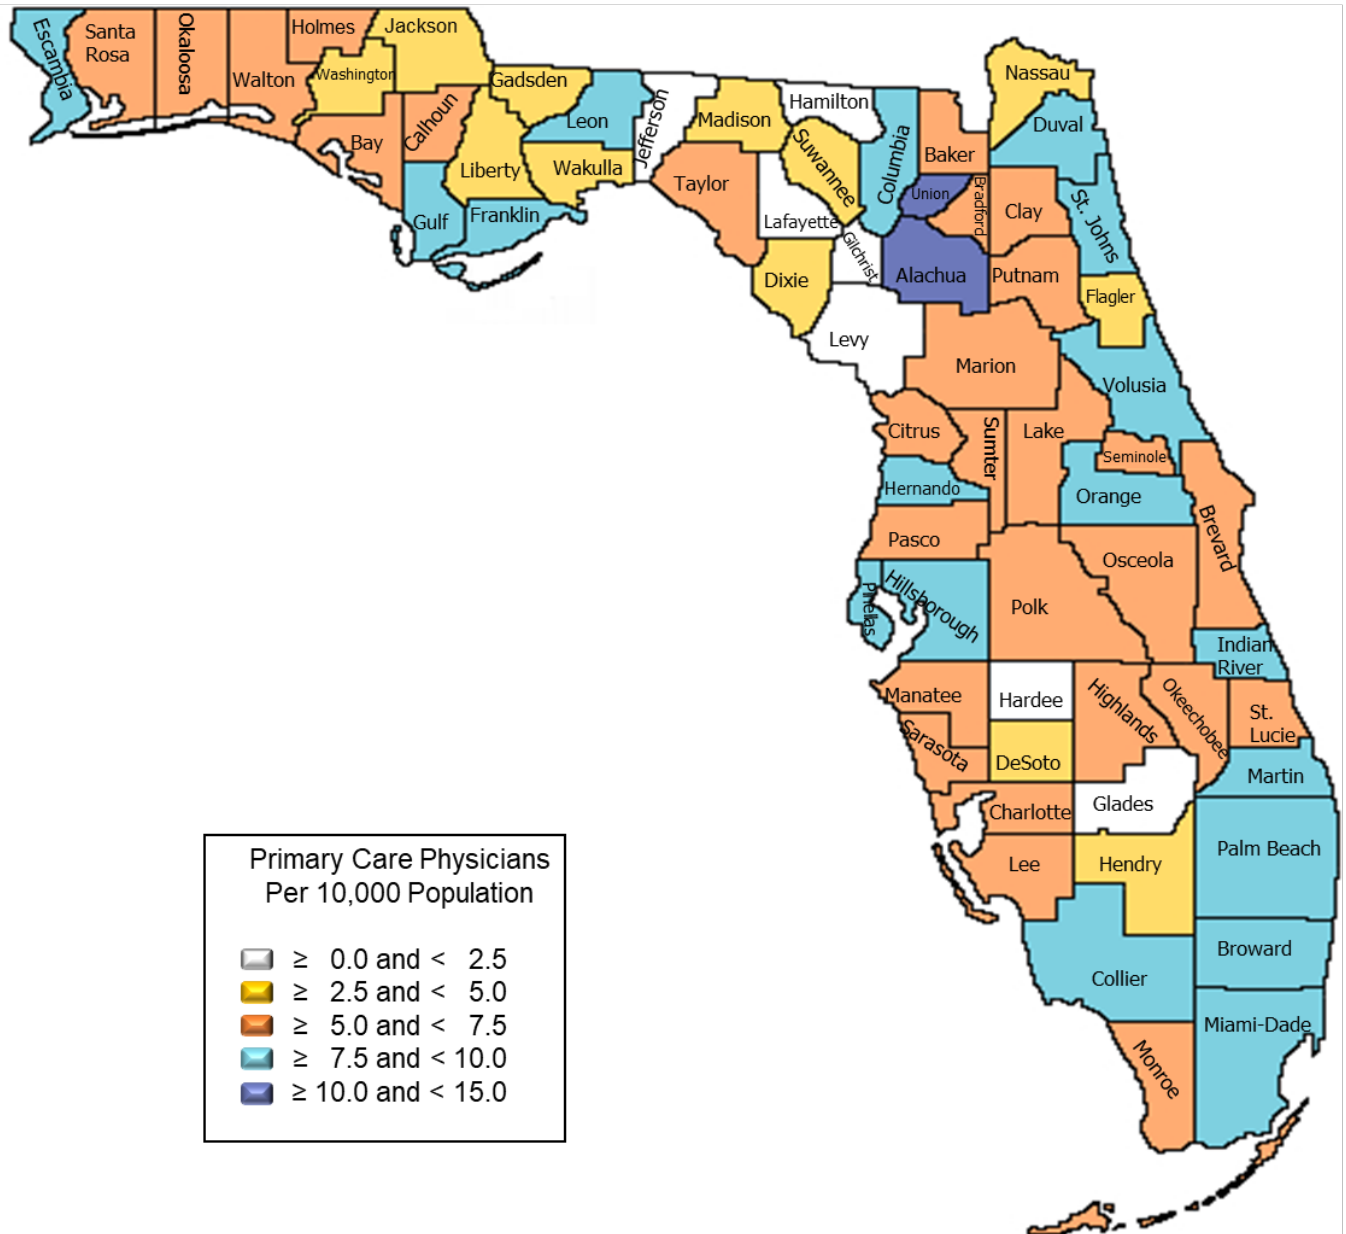 Escambia
Santa
Rosa
Okaloosa
Walton
Holmes
Washington
Jackson
Bay
Calhoun
Gulf
Liberty
Gadsden
Franklin
Wakulla
Leon
Jefferson
Madison
Taylor
Hamilton
Suwannee
Lafayette
Dixie
Columbia
Gilchrist
Levy
Baker
Union
Bradford
Alachua
Nassau
Duval
Clay
St. Johns
Putnam
Flagler
Marion
Volusia
Citrus
Sumter
Lake
Seminole
Hernando
Orange
Pasco
Brevard
Osceola
Pinellas
Hillsborough
Polk
Indian
River
Manatee
Hardee
Highlands
Okeechobee
St.
Lucie
Sarasota
DeSoto
Martin
Charlotte
Glades
Lee
Hendry
Palm Beach
Collier
Broward
Miami-Dade
Monroe
Primary Care Physicians
Per 10,000 Population
≥ 0.0 and < 2.5
≥ 2.5 and < 5.0
≥ 5.0 and < 7.5
≥ 7.5 and < 10.0
≥ 10.0 and < 15.0